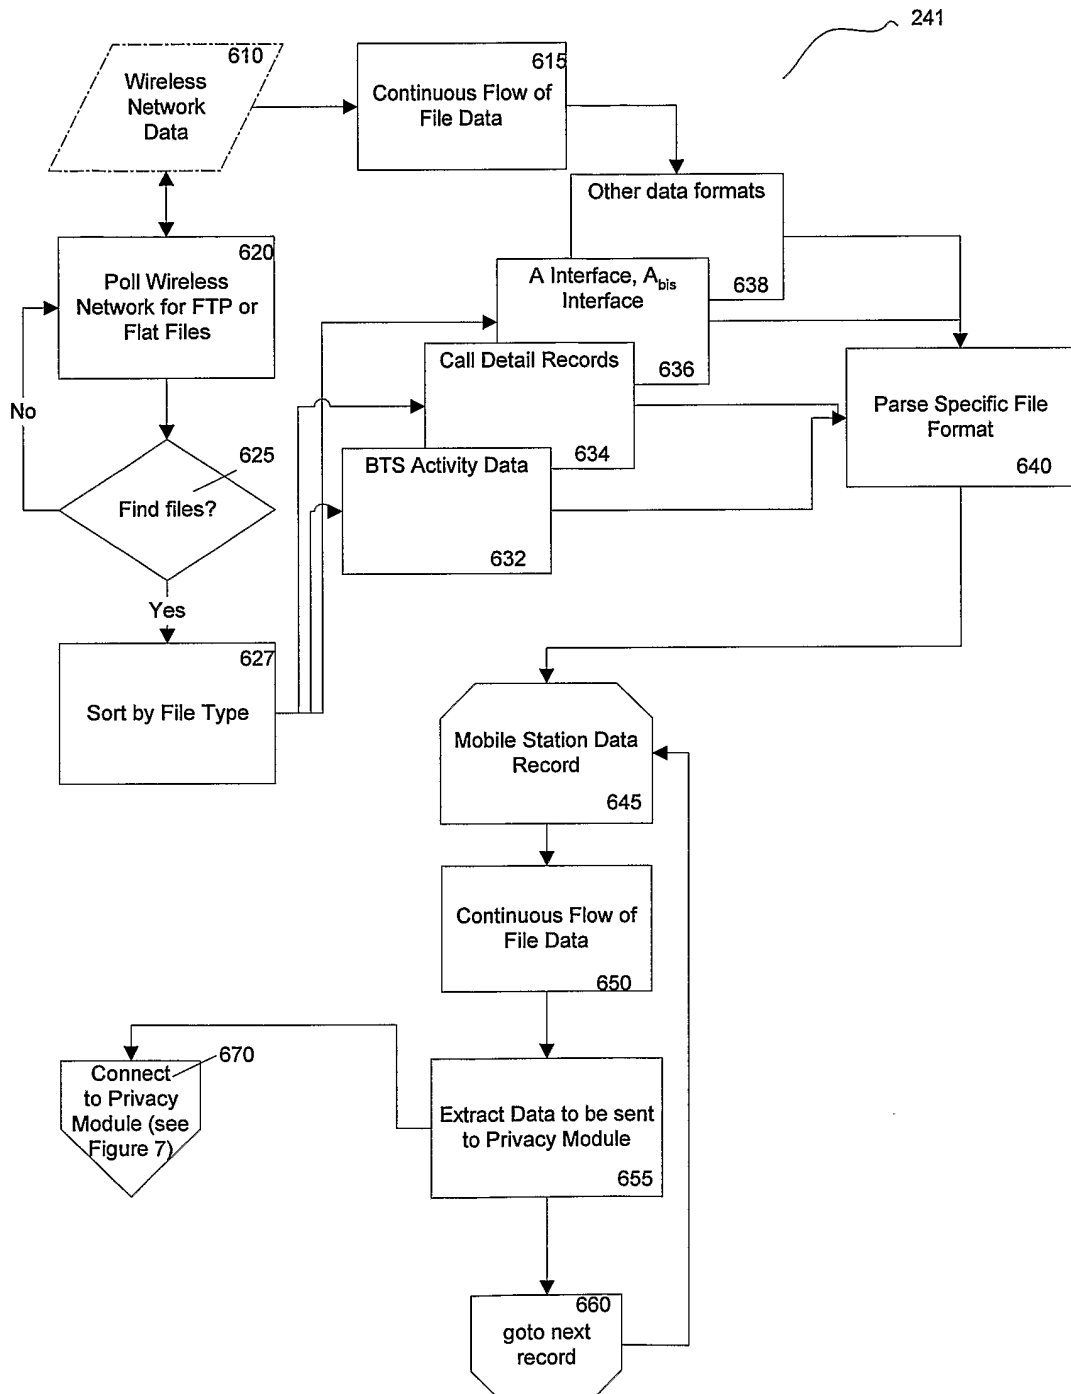 241
610
Wireless
Network
Data
615
Continuous Flow of
File Data
Other data formats
638
620
Poll Wireless
Network for FTP or
Flat Files
A Interface, Abis
Interface
636
Call Detail Records
634
Parse Specific File
Format
640
No
625
Find files?
BTS Activity Data
632
Yes
627
Sort by File Type
Mobile Station Data
Record
645
Continuous Flow of
File Data
650
670
Connect
to Privacy
Module (see
Figure 7)
Extract Data to be sent
to Privacy Module
655
660
goto next
record